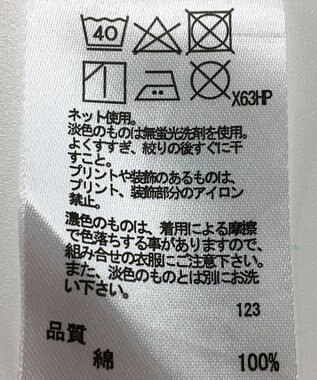 40
X63HP
ネット使用。
淡色のものは無蛍光洗剤を使用。
よくすすぎ、絞りの後すぐに干
すこと。
プリントや装飾のあるものは、
プリント、装飾部分のアイロン
禁止。
濃色のものは、着用による摩擦
で色落ちする事がありますので、
組み合せの衣服にご注意下さい。
また、淡色のものとは別にお洗
い下さい。
123
品質
綿 100%